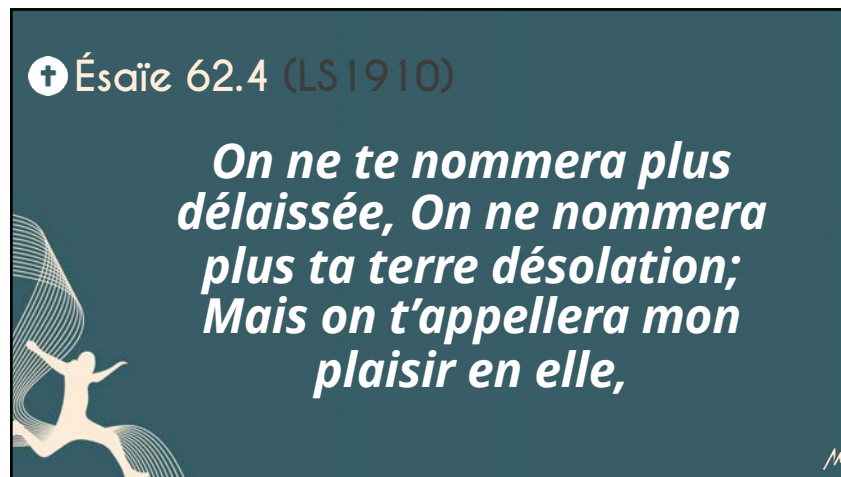 Ésaïe 62.4 (LS1910)
On ne te nommera plus
délaissée, On ne nommera
plus ta terre désolation;
Mais on t’appellera mon
plaisir en elle,